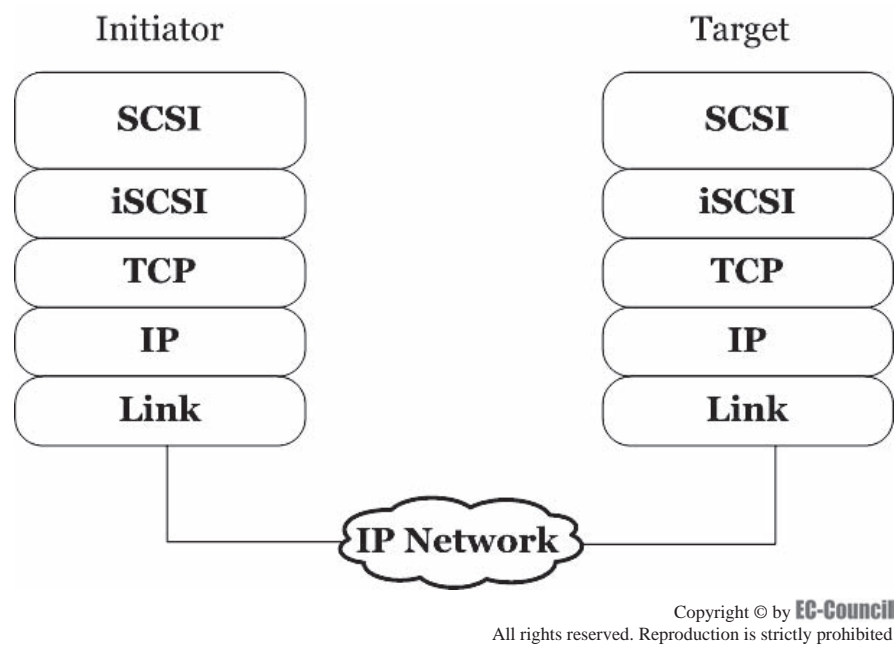 Initiator
Target
SCSI
SCSI
iSCSI
iSCSI
TCP
TCP
IP
IP
Link
Link
IP Network
Copyright © by EC-Council
All rights reserved. Reproduction is strictly prohibited